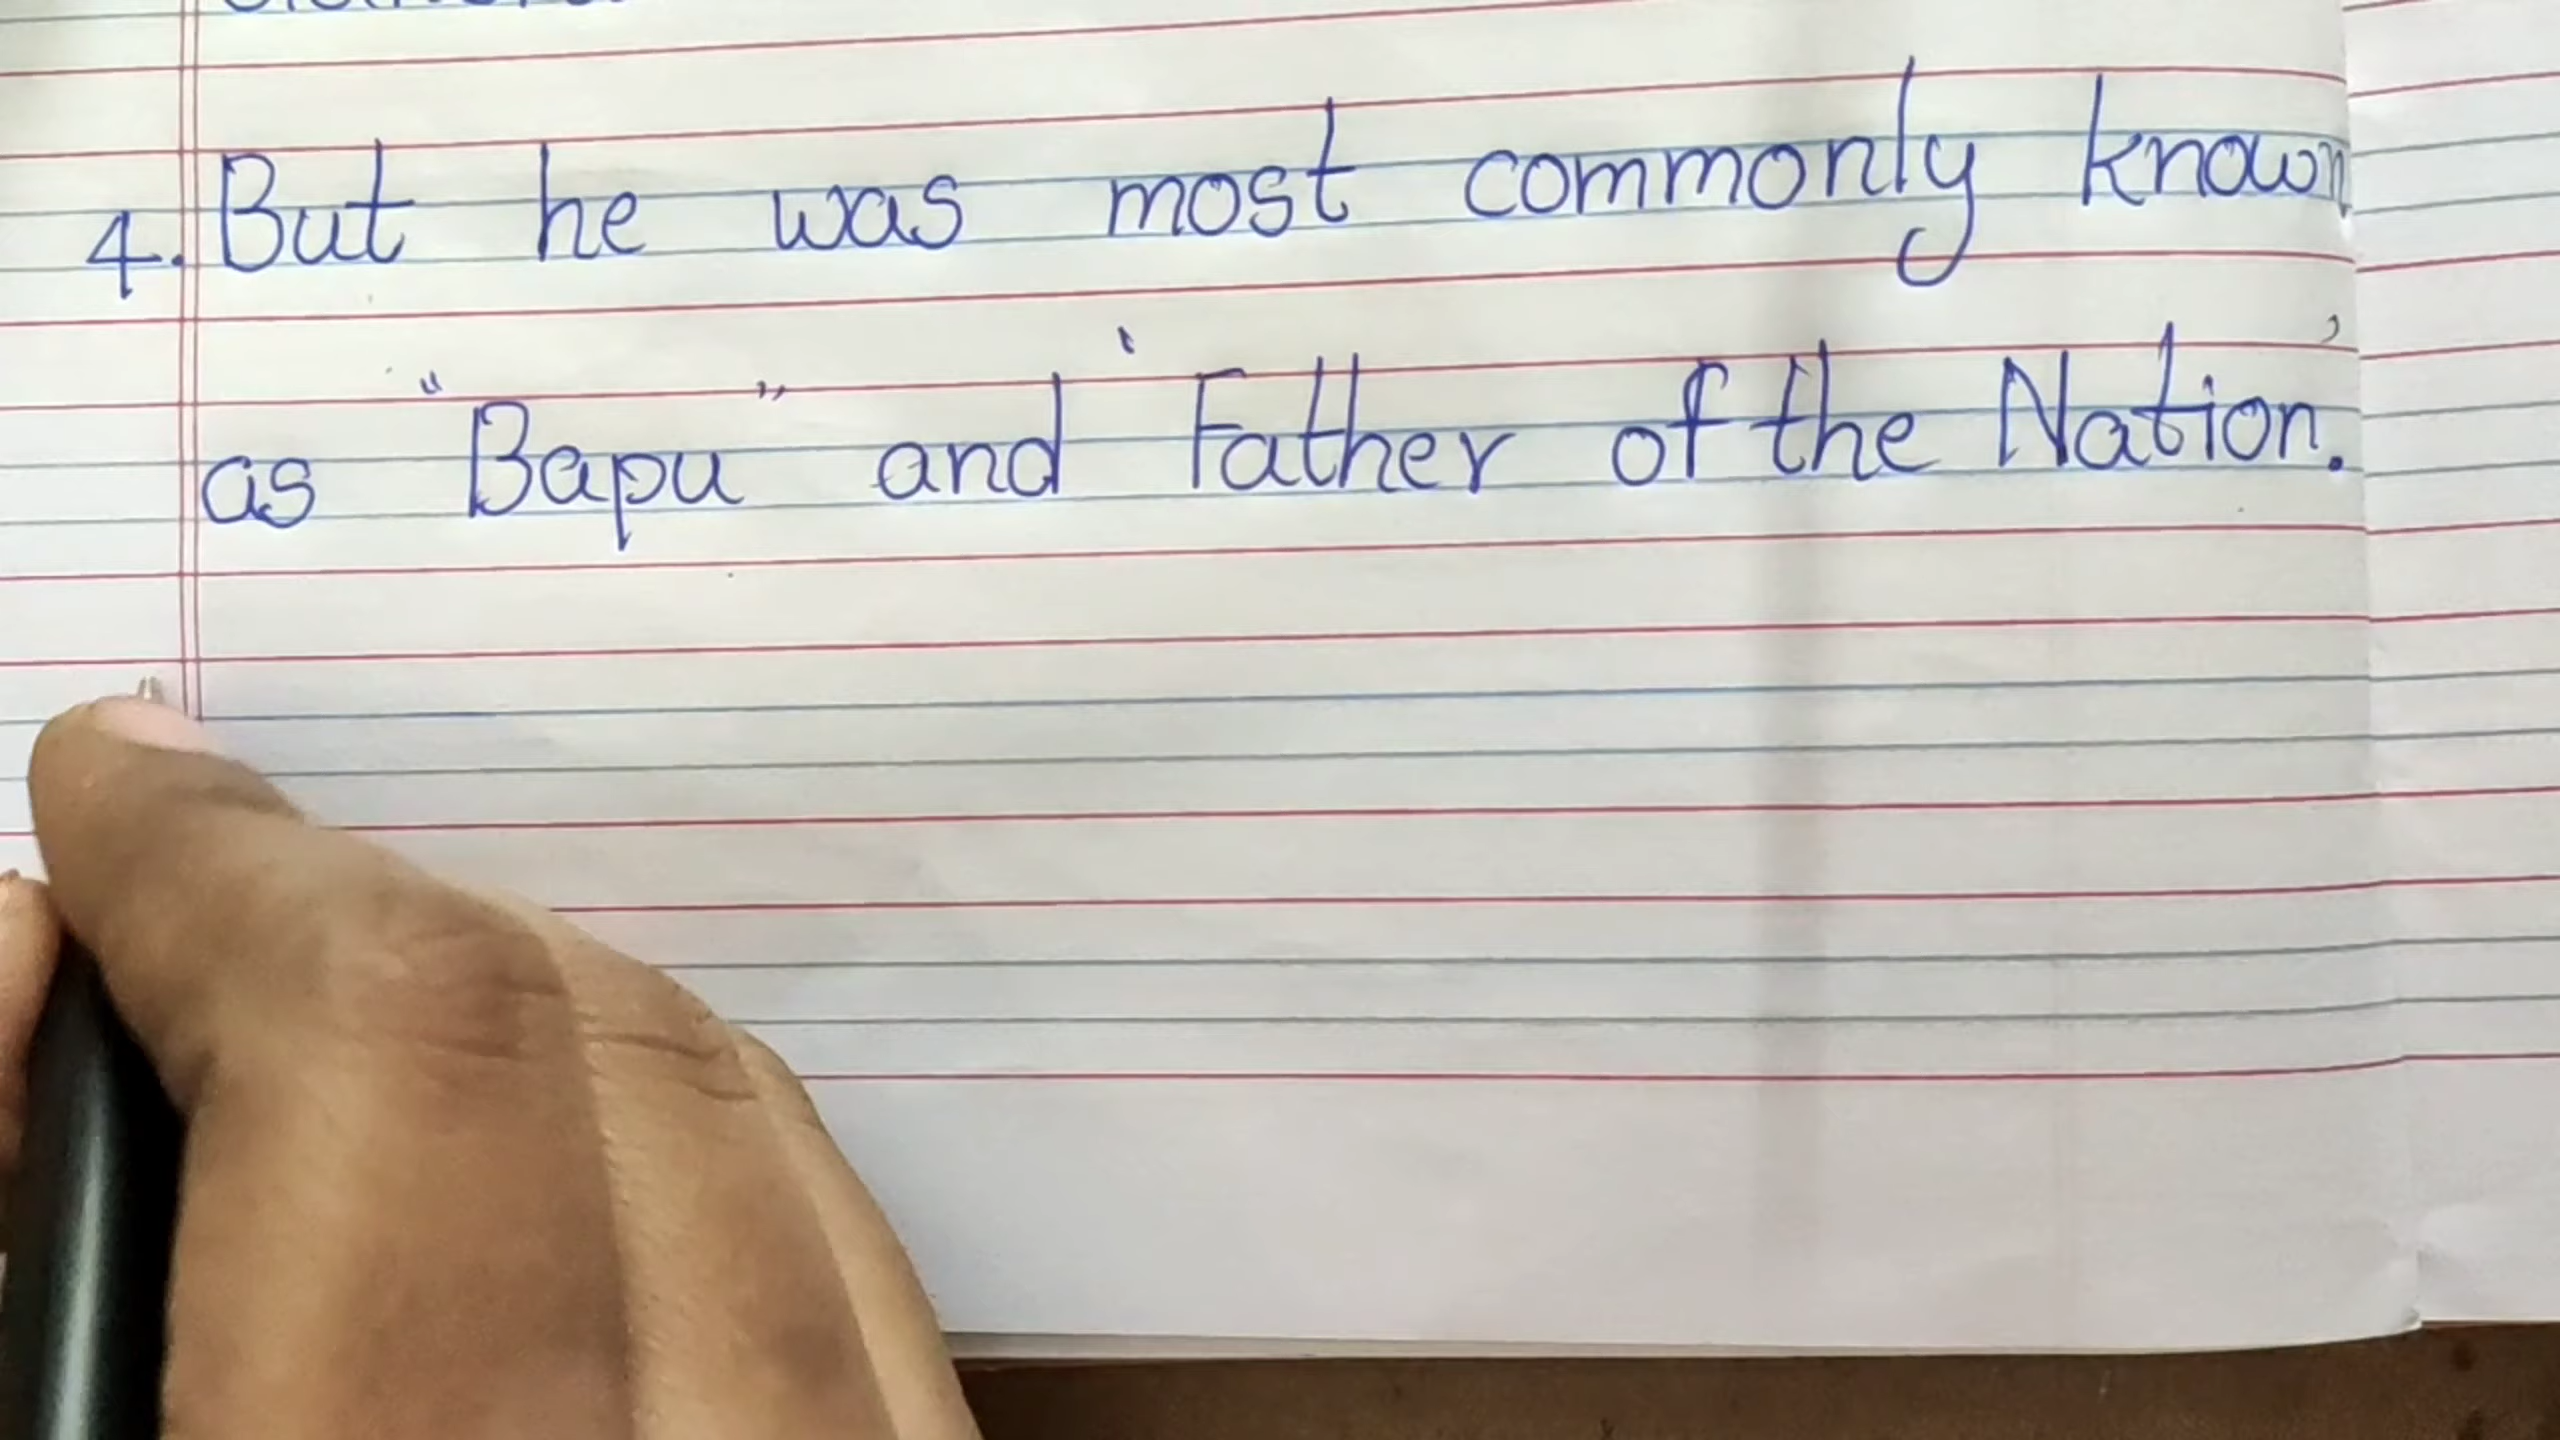 4. But he was most commonly known
as "Bapu" and 'Father of the Nation.'